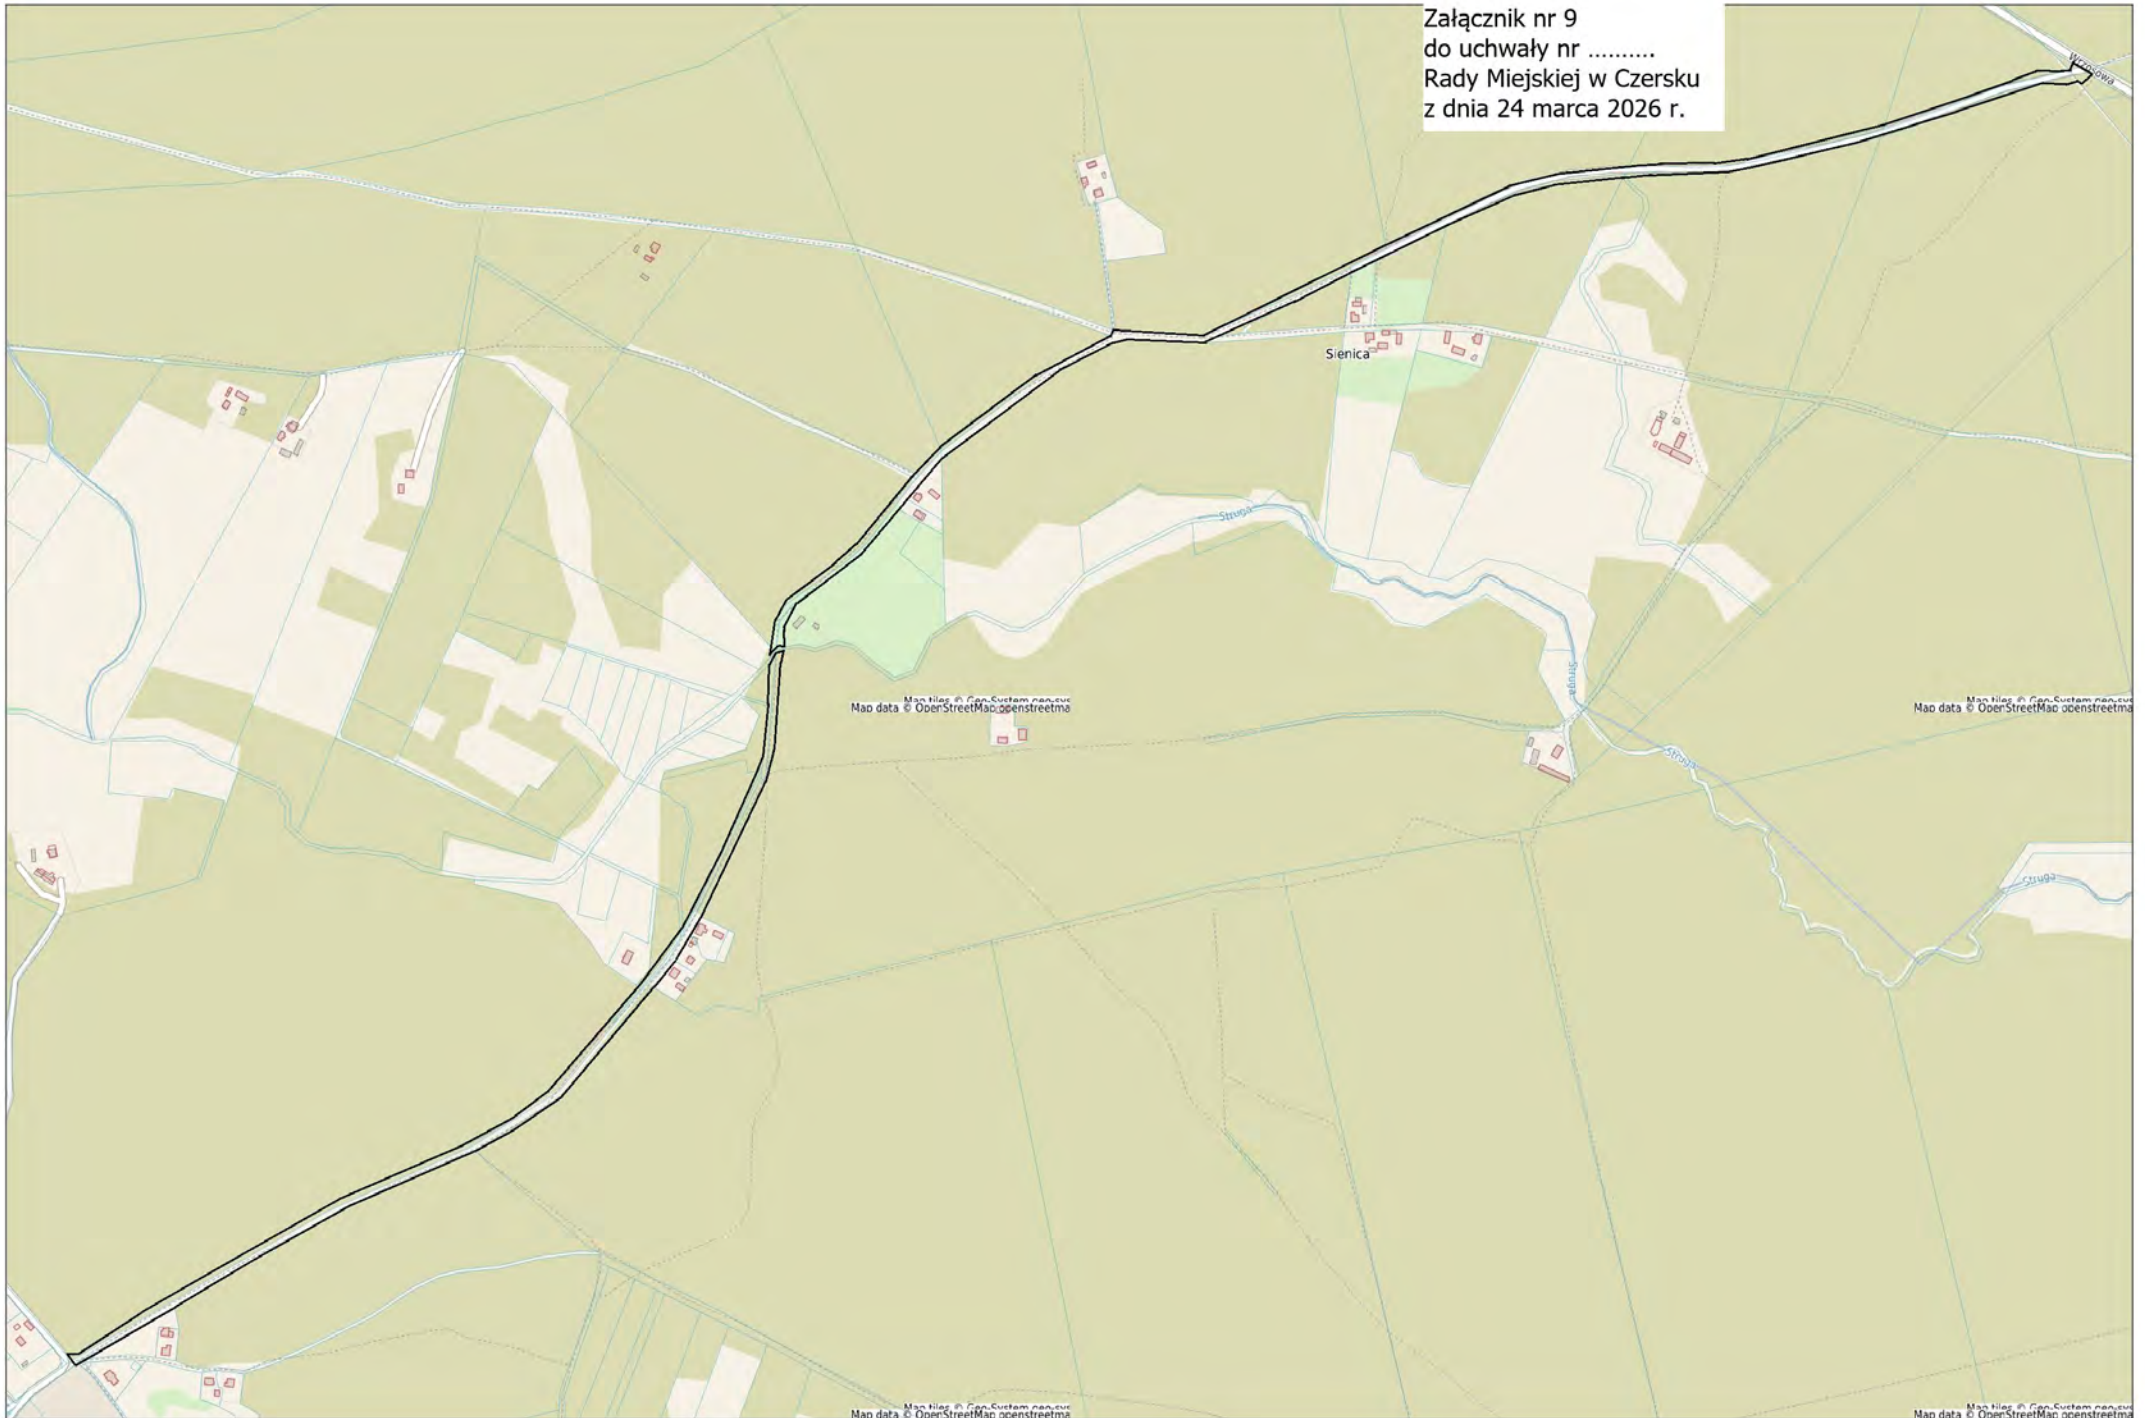 Załącznik nr 9
do uchwały nr ..........
Rady Miejskiej w Czersku
z dnia 24 marca 2026 r.
Wrzosowa
Sienica
Struga
Struga
Map tiles © Geo-System geo-sys
Map data © OpenStreetMap openstreetma
Map tiles © Geo-System geo-sys
Map data © OpenStreetMap openstreetma
Struga
Struga
Map tiles © Geo-System geo-sys
Map data © OpenStreetMap openstreetma
Map tiles © Geo-System geo-sys
Map data © OpenStreetMap openstreetma